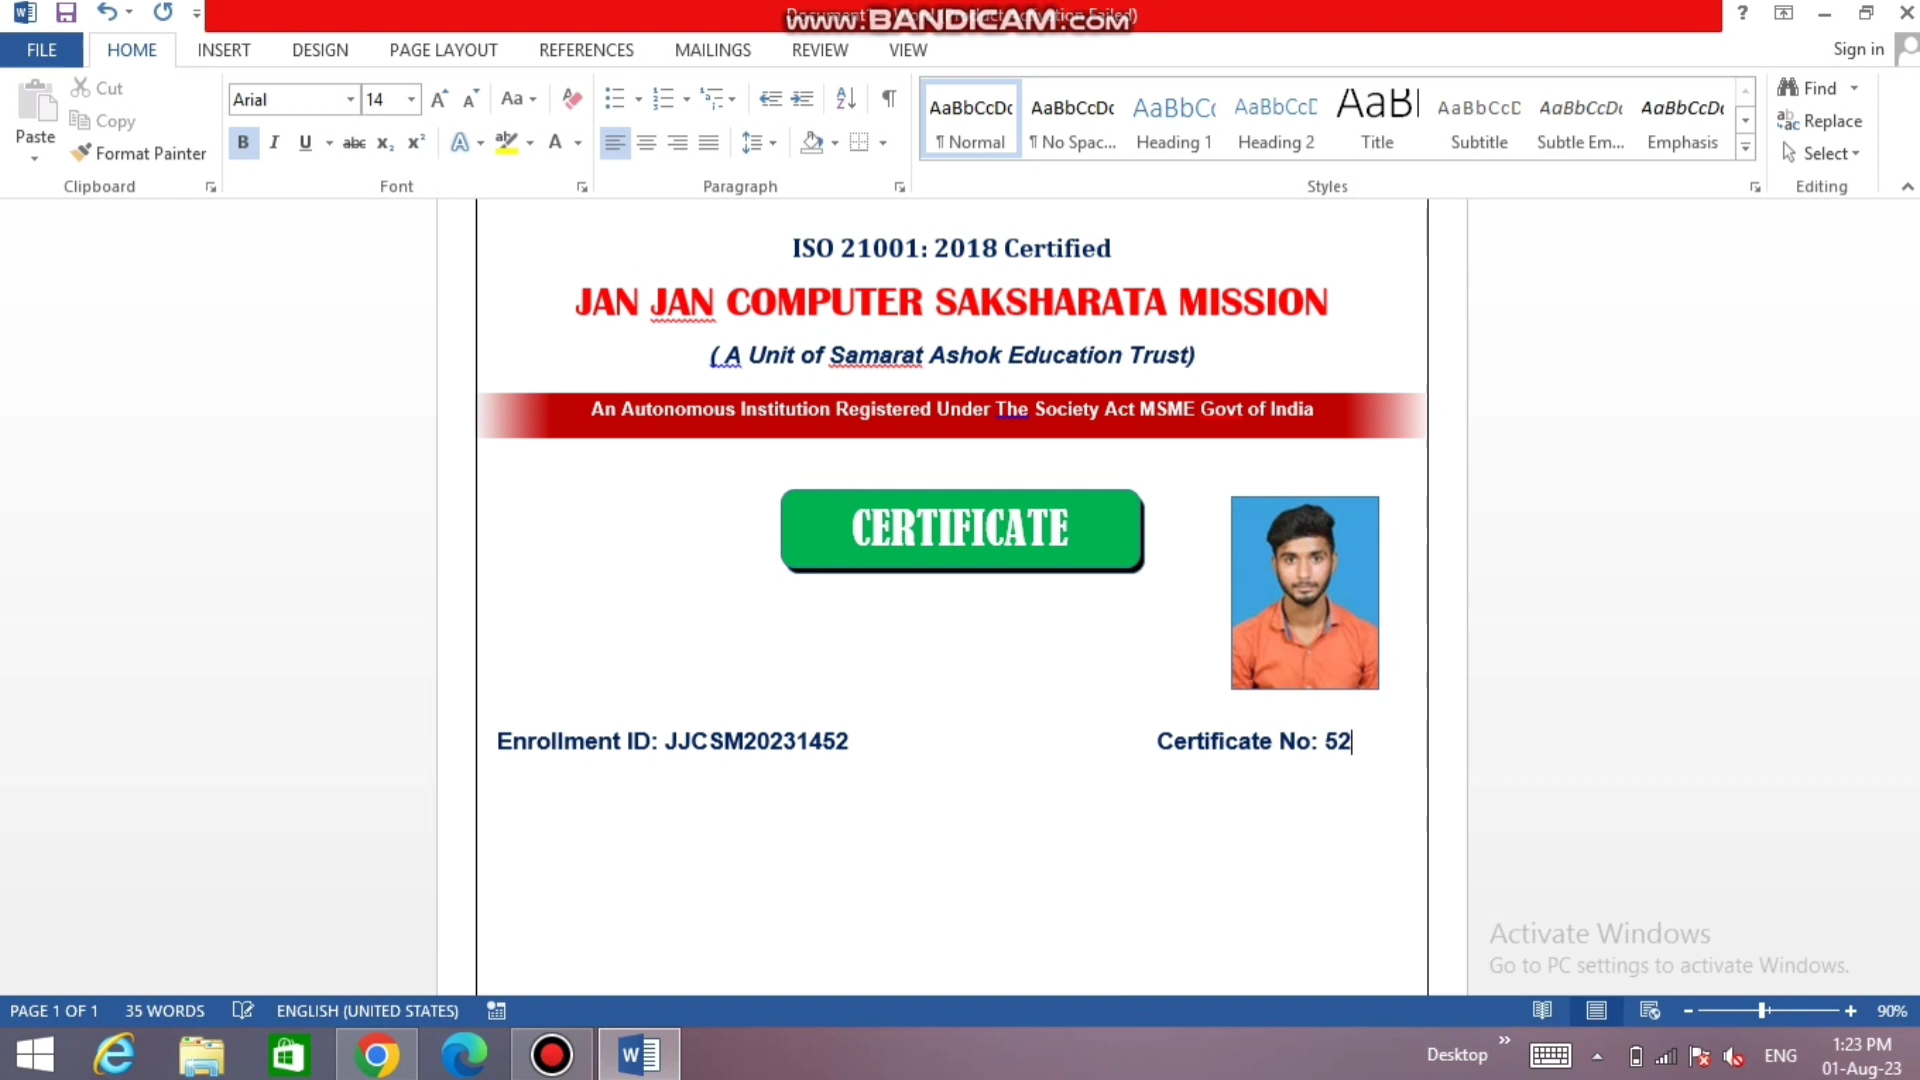 www.BANDICAM.com
FILE HOME INSERT DESIGN PAGE LAYOUT REFERENCES MAILINGS REVIEW VIEW Sign in
Paste
Cut
Copy
Format Painter
Clipboard
Arial 14
Font
Paragraph
AaBbCcDc AaBbCcDc AaBbC AaBbCcD AaB AaBbCcD AaBbCcDc AaBbCcDc
¶ Normal ¶ No Spac... Heading 1 Heading 2 Title Subtitle Subtle Em... Emphasis
Styles
Find
Replace
Select
Editing
ISO 21001: 2018 Certified
JAN JAN COMPUTER SAKSHARATA MISSION
( A Unit of Samarat Ashok Education Trust)
An Autonomous Institution Registered Under The Society Act MSME Govt of India
CERTIFICATE
Enrollment ID: JJCSM20231452 Certificate No: 52
Activate Windows
Go to PC settings to activate Windows.
PAGE 1 OF 1 35 WORDS ENGLISH (UNITED STATES) 90%
Desktop ENG 1:23 PM
01-Aug-23